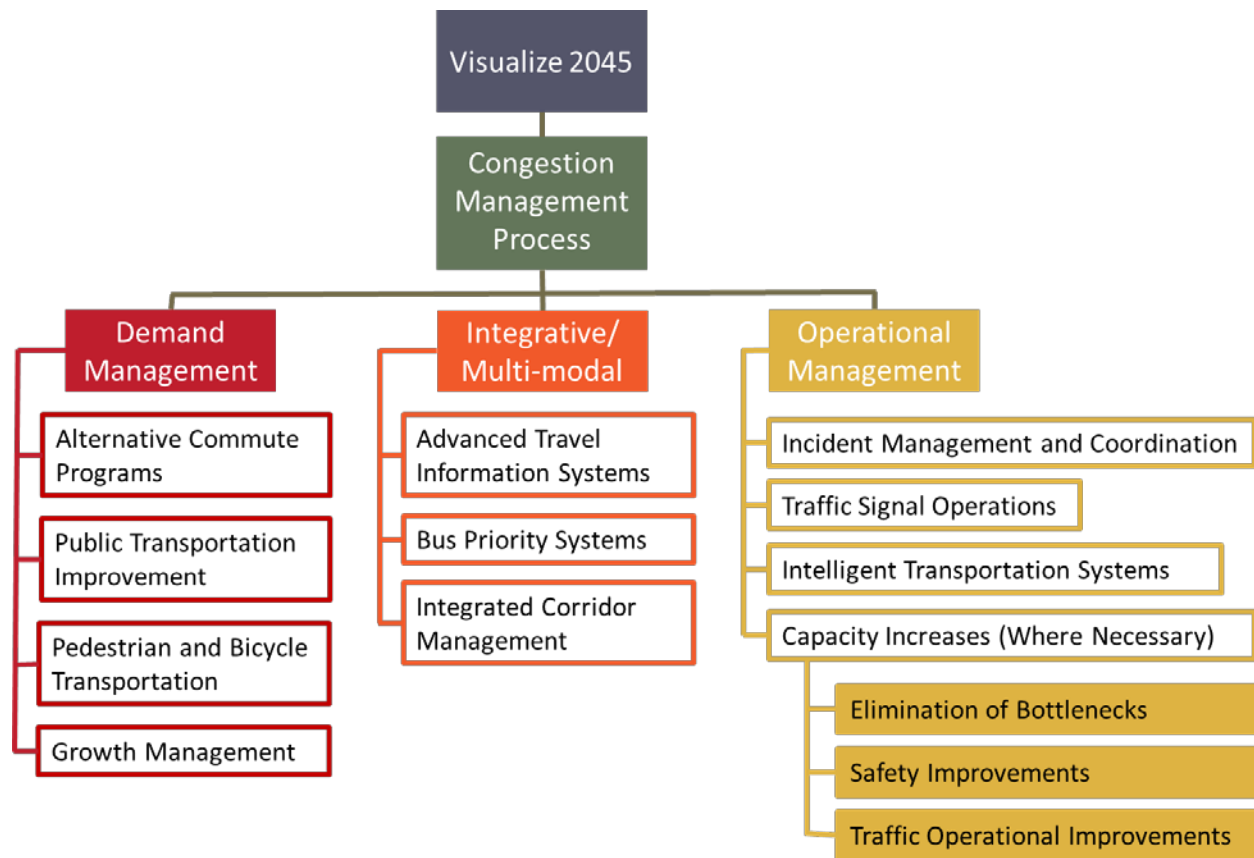 Visualize 2045
Congestion
Management
Process
Demand
Management
Alternative Commute
Programs
Public Transportation
Improvement
Pedestrian and Bicycle
Transportation
Growth Management
Integrative/
Multi-modal
Advanced Travel
Information Systems
Bus Priority Systems
Integrated Corridor
Management
Operational
Management
Incident Management and Coordination
Traffic Signal Operations
Intelligent Transportation Systems
Capacity Increases (Where Necessary)
Elimination of Bottlenecks
Safety Improvements
Traffic Operational Improvements